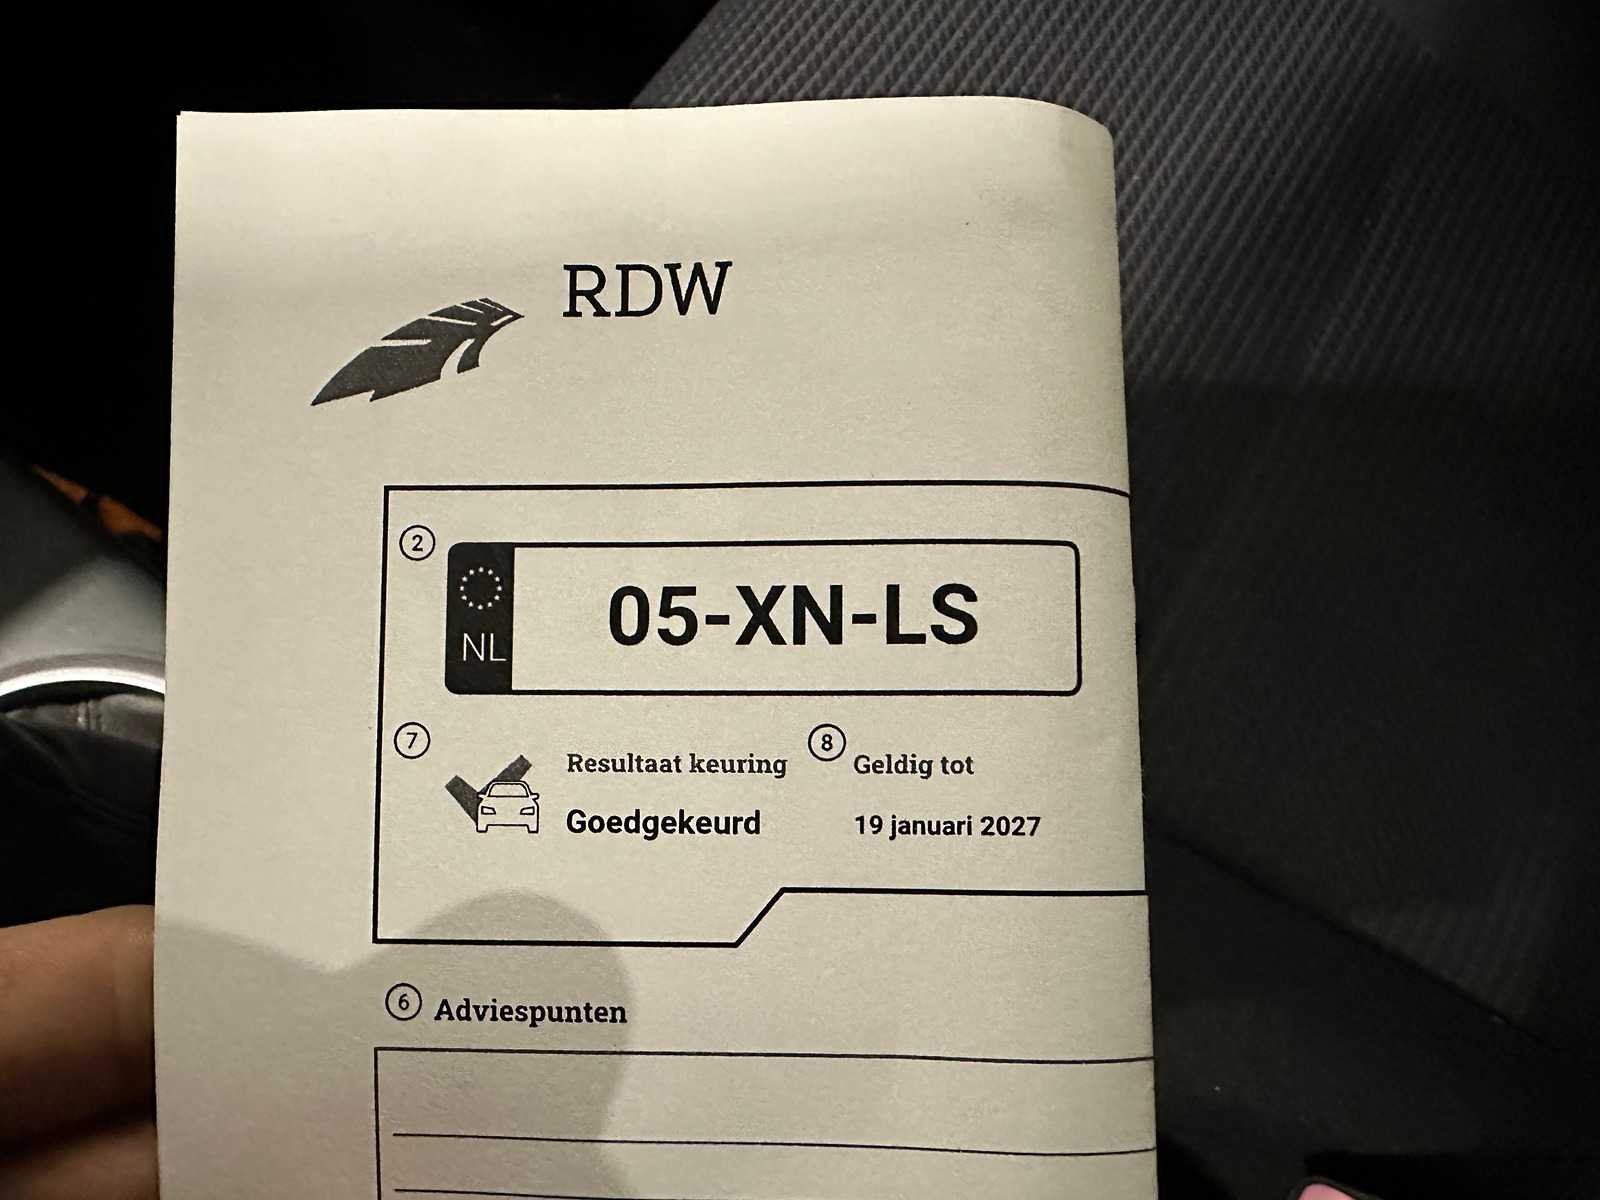 RDW
2
NL
05-XN-LS
7
Resultaat keuring
8
Geldig tot
Goedgekeurd
19 januari 2027
6 Adviespunten